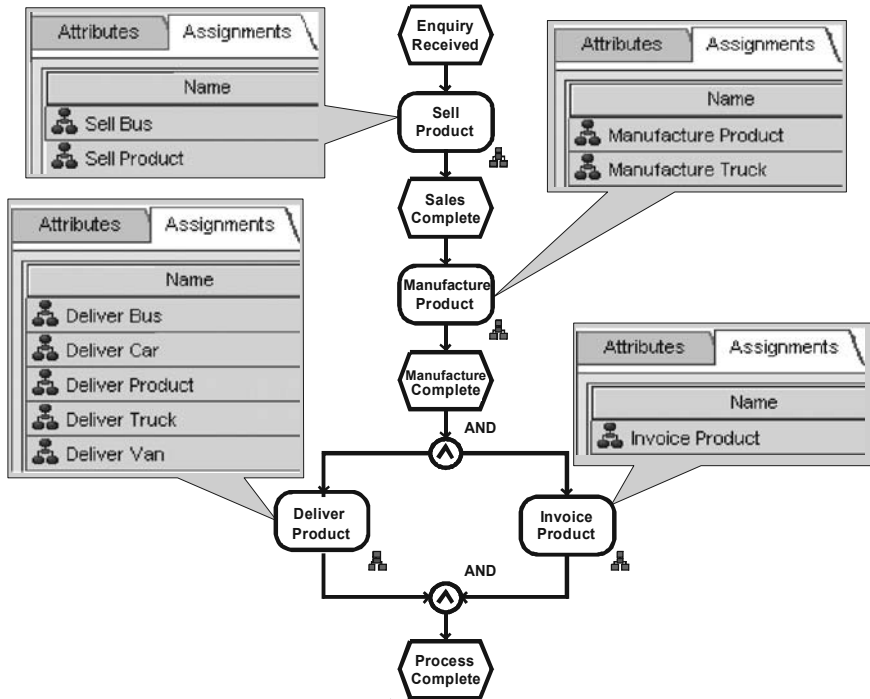 Attributes Assignments
Name
Sell Bus
Sell Product
Enquiry
Received
Attributes Assignments
Name
Manufacture Product
Manufacture Truck
Sell
Product
Sales
Complete
Attributes Assignments
Name
Deliver Bus
Deliver Car
Deliver Product
Deliver Truck
Deliver Van
Manufacture
Product
Attributes Assignments
Name
Invoice Product
Manufacture
Complete
AND
Deliver
Product
Invoice
Product
AND
Process
Complete